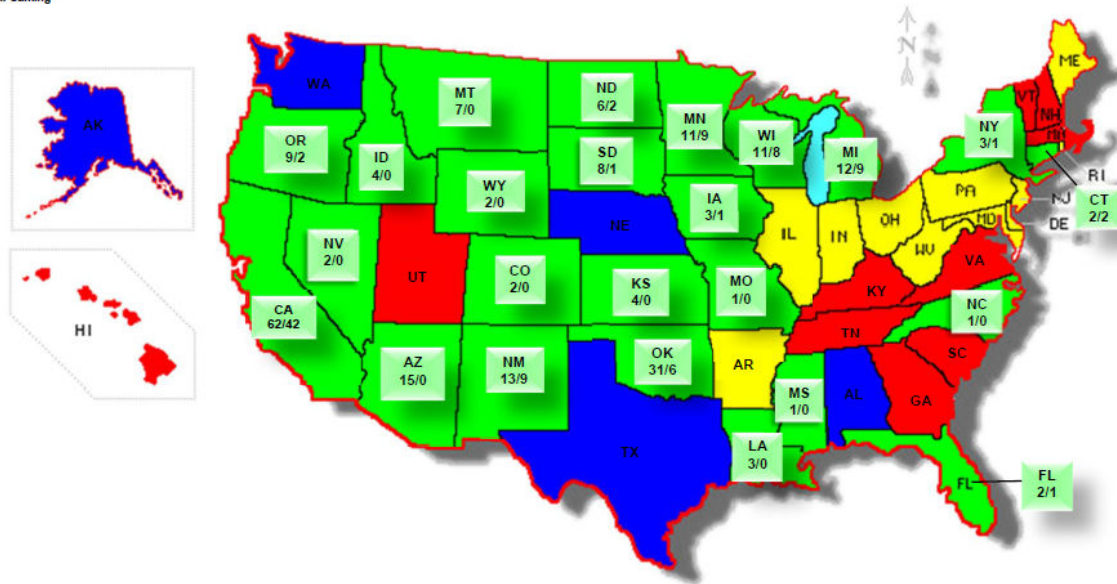 AK
HI
WA
OR
9/2
CA
62/42
NV
2/0
ID
4/0
MT
7/0
WY
2/0
UT
AZ
15/0
CO
2/0
NM
13/9
ND
6/2
SD
8/1
NE
KS
4/0
OK
31/6
TX
MN
11/9
IA
3/1
MO
1/0
AR
LA
3/0
WI
11/8
IL
MI
12/9
IN
OH
KY
TN
MS
1/0
AL
GA
FL
FL
2/1
SC
NC
1/0
VA
WV
PA
MD
DE
NJ
NY
3/1
CT
2/2
RI
VT
NH
ME
N